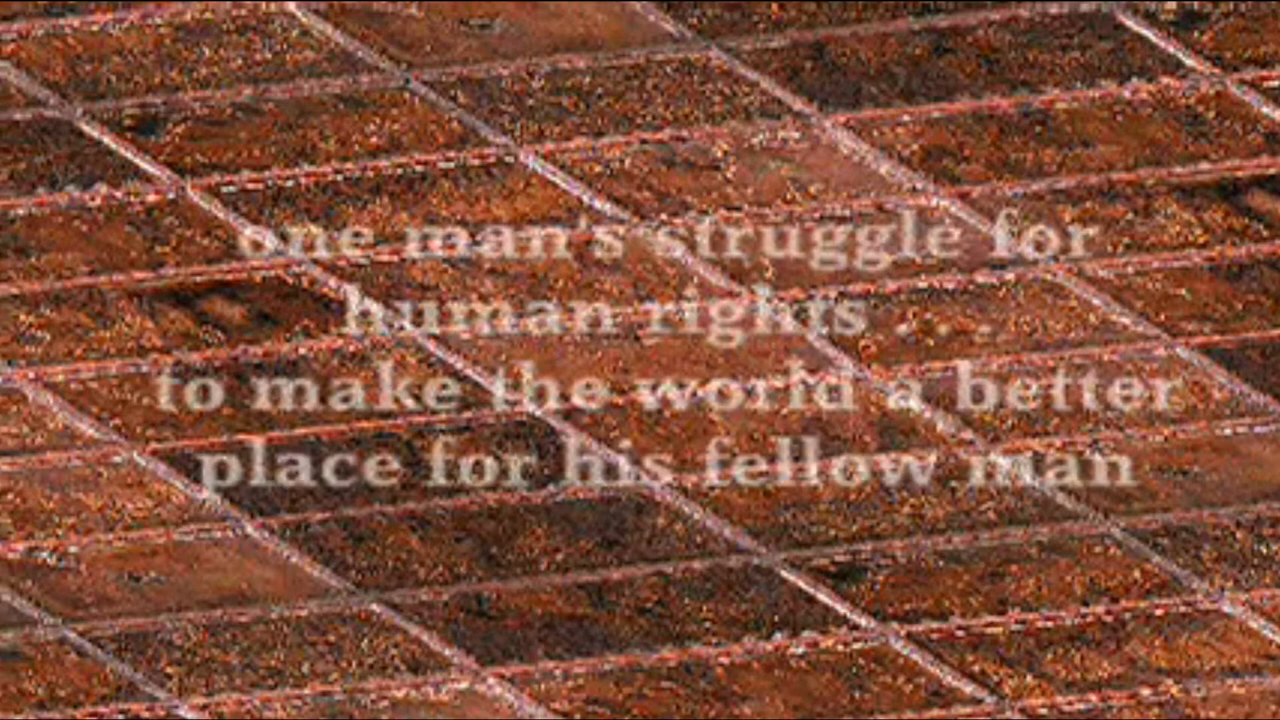 one man's struggle for
human rights . . .
to make the world a better
place for his fellow man